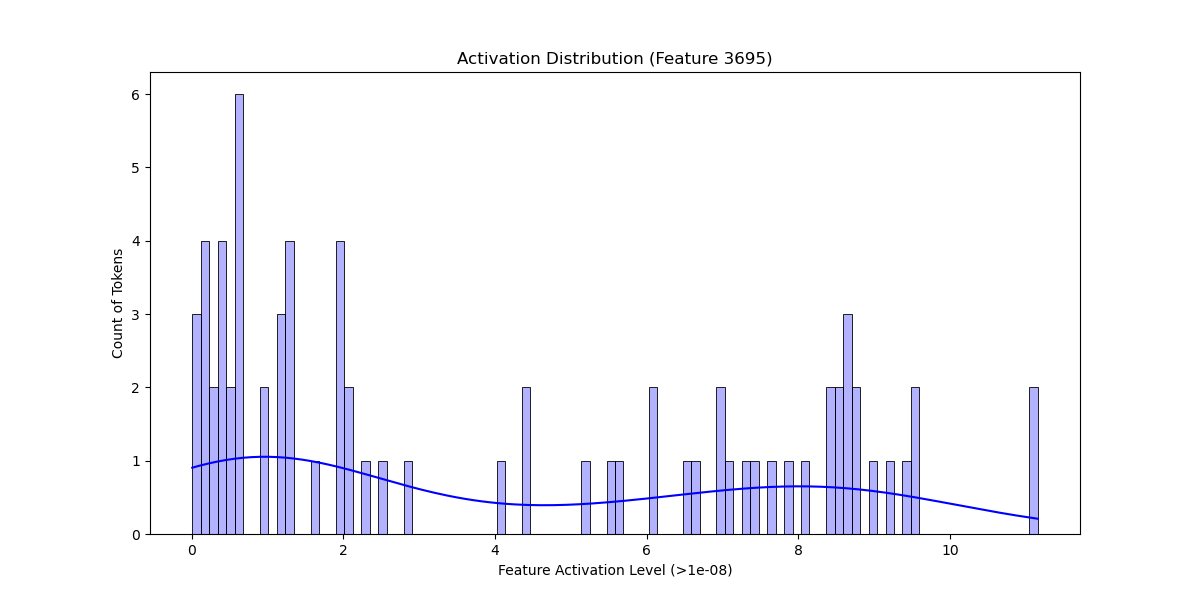 Activation Distribution (Feature 3695)
Count of Tokens
6
5
4
3
2
1
0
0 2 4 6 8 10
Feature Activation Level (>1e-08)